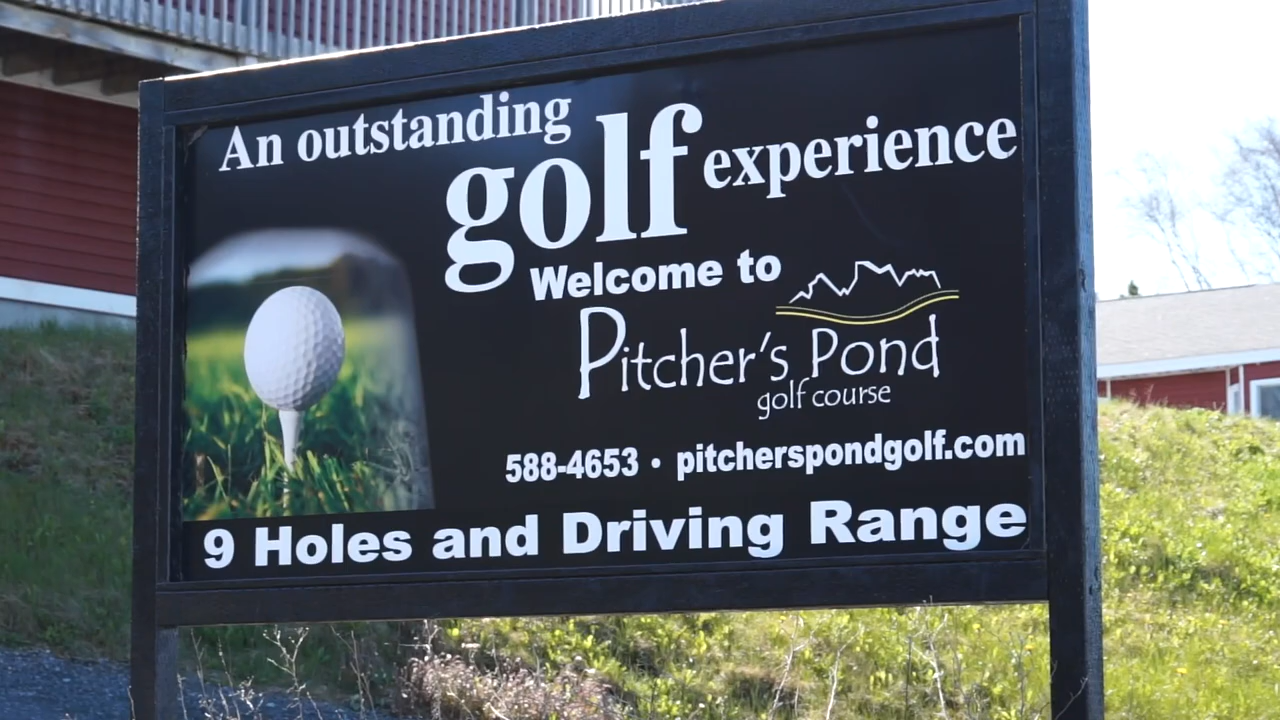 An outstanding
golf experience
Welcome to
Pitcher's Pond
golf course
588-4653 • pitcherspondgolf.com
9 Holes and Driving Range